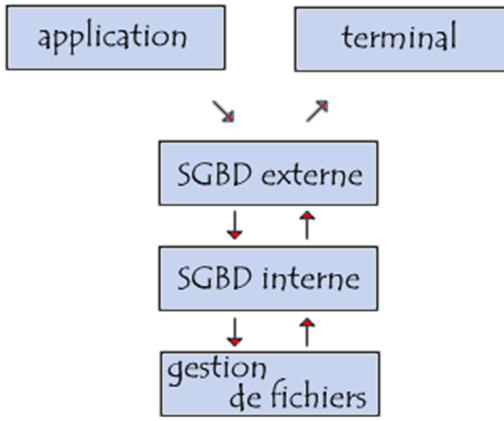 application
terminal
SGBD externe
SGBD interne
gestion
de fichiers